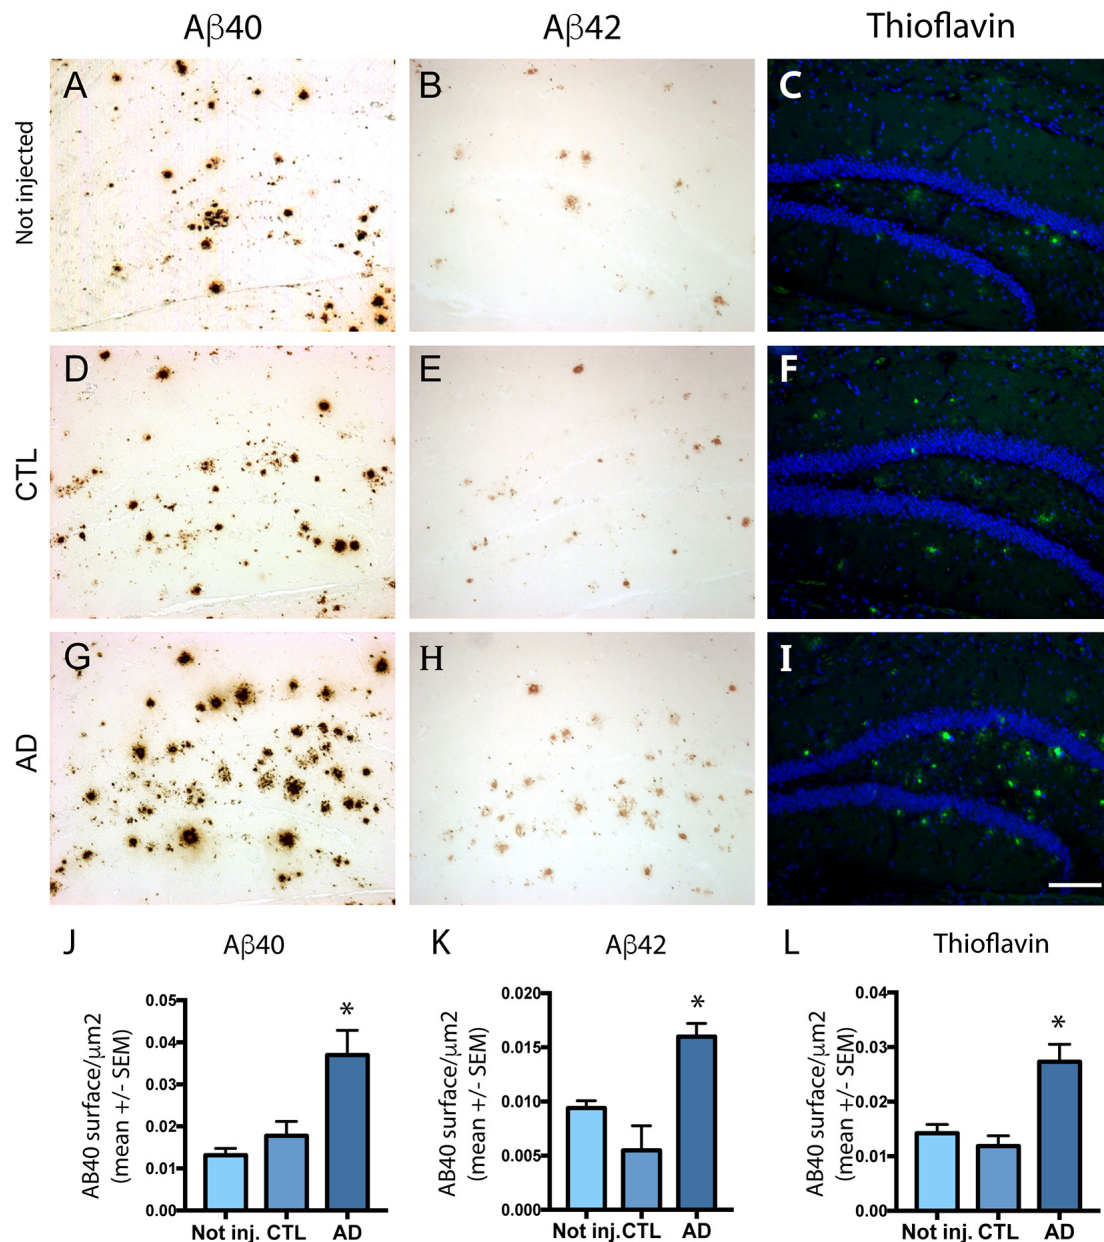 Aβ40 Aβ42 Thioflavin
Not injected
A B C
CTL
D E F
AD
G H I
J Aβ40
K Aβ42
L Thioflavin
AB40 surface/μm2
(mean +/- SEM)
0.05
0.04
0.03
0.02
0.01
0.00
Not inj. CTL AD
*
AB40 surface/μm2
(mean +/- SEM)
0.020
0.015
0.010
0.005
0.000
Not inj. CTL AD
*
AB40 surface/μm2
(mean +/- SEM)
0.04
0.03
0.02
0.01
0.00
Not inj. CTL AD
*